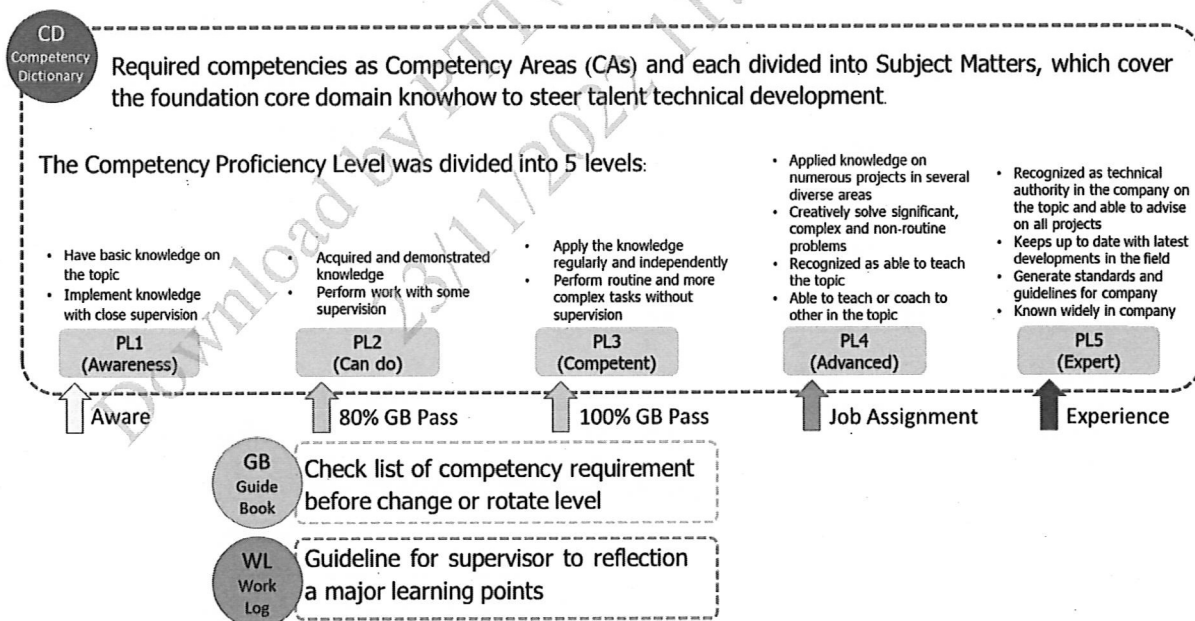 CD
Competency
Dictionary
Required competencies as Competency Areas (CAs) and each divided into Subject Matters, which cover
the foundation core domain knowhow to steer talent technical development.
The Competency Proficiency Level was divided into 5 levels:
• Have basic knowledge on
the topic
• Implement knowledge
with close supervision
PL1
(Awareness)
• Acquired and demonstrated
knowledge
• Perform work with some
supervision
PL2
(Can do)
• Apply the knowledge
regularly and independently
• Perform routine and more
complex tasks without
supervision
PL3
(Competent)
• Applied knowledge on
numerous projects in several
diverse areas
• Creatively solve significant,
complex and non-routine
problems
• Recognized as able to teach
the topic
• Able to teach or coach to
other in the topic
PL4
(Advanced)
• Recognized as technical
authority in the company on
the topic and able to advise
on all projects
• Keeps up to date with latest
developments in the field
• Generate standards and
guidelines for company
• Known widely in company
PL5
(Expert)
Aware
80% GB Pass
100% GB Pass
Job Assignment
Experience
GB
Guide
Book
Check list of competency requirement
before change or rotate level
WL
Work
Log
Guideline for supervisor to reflection
a major learning points
Download by PTT
23/11/2022